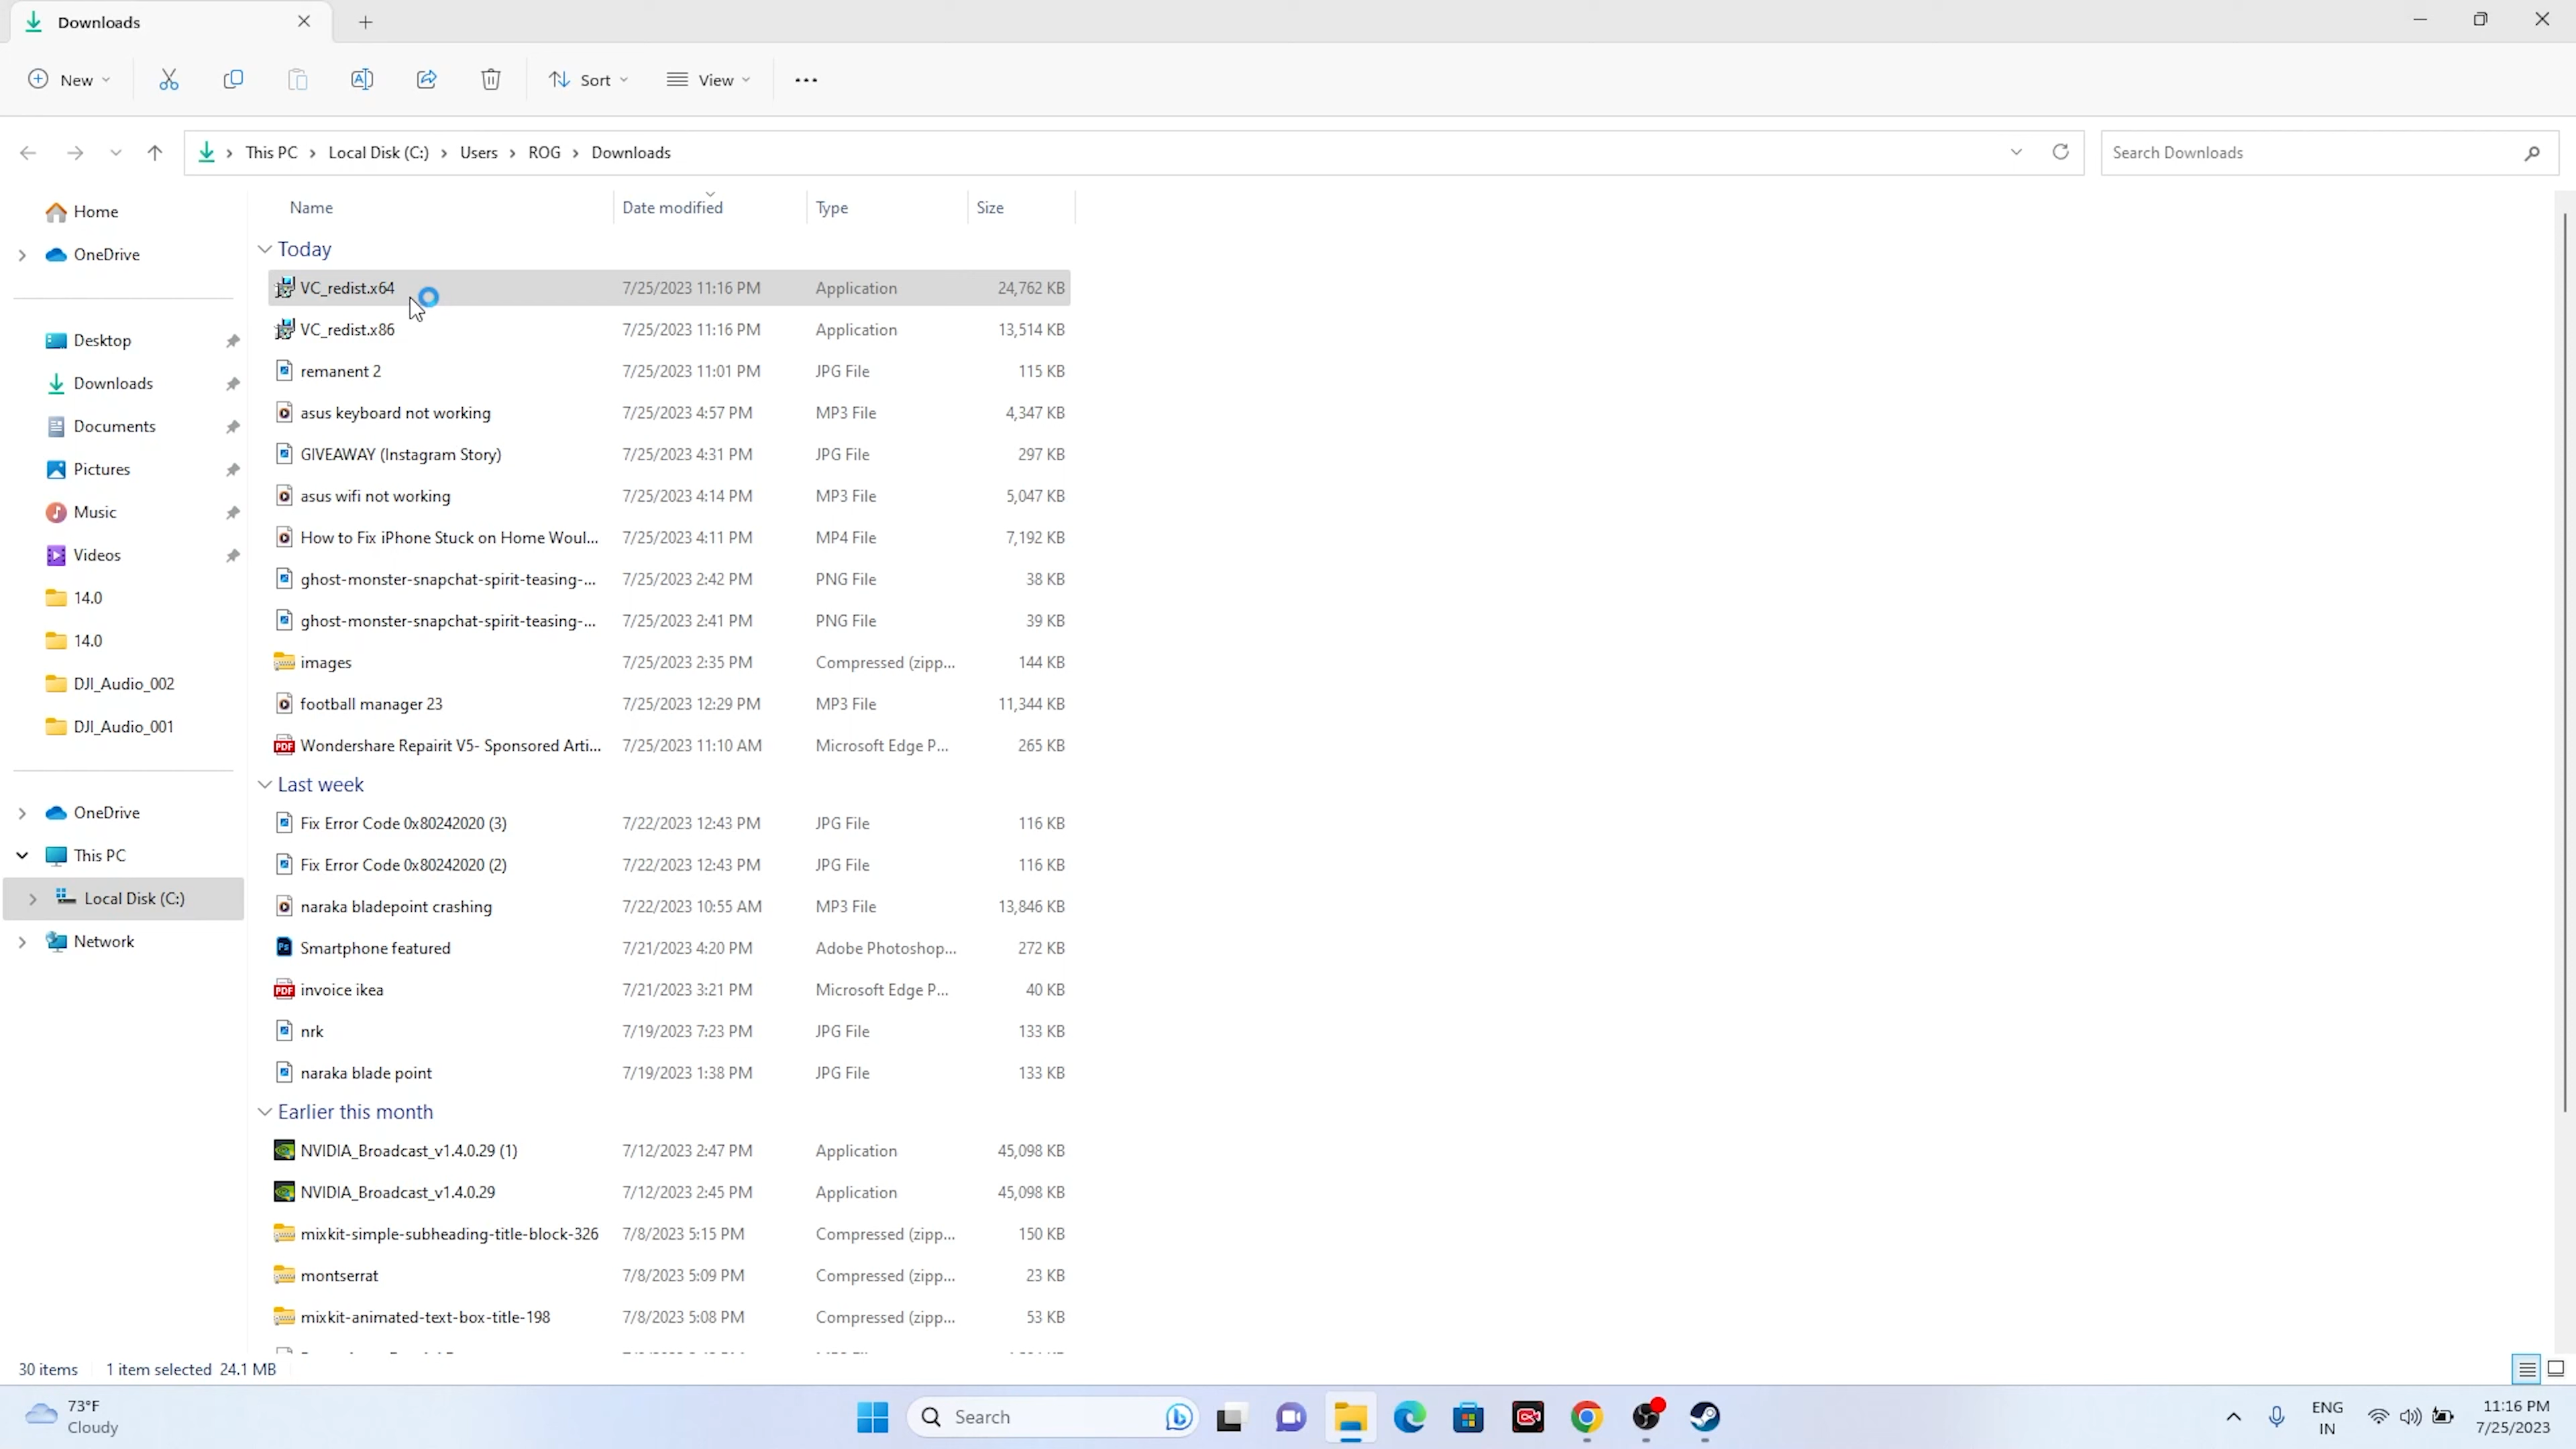 Downloads
New
Sort
View
This PC
Local Disk (C:)
Users
ROG
Downloads
Search Downloads
Name Date modified Type Size
Home
OneDrive
Desktop
Downloads
Documents
Pictures
Music
Videos
14.0
14.0
DJI_Audio_002
DJI_Audio_001
OneDrive
This PC
Local Disk (C:)
Network
Today
VC_redist.x64 7/25/2023 11:16 PM Application 24,762 KB
VC_redist.x86 7/25/2023 11:16 PM Application 13,514 KB
remanent 2 7/25/2023 11:01 PM JPG File 115 KB
asus keyboard not working 7/25/2023 4:57 PM MP3 File 4,347 KB
GIVEAWAY (Instagram Story) 7/25/2023 4:31 PM JPG File 297 KB
asus wifi not working 7/25/2023 4:14 PM MP3 File 5,047 KB
How to Fix iPhone Stuck on Home Woul... 7/25/2023 4:11 PM MP4 File 7,192 KB
ghost-monster-snapchat-spirit-teasing-... 7/25/2023 2:42 PM PNG File 38 KB
ghost-monster-snapchat-spirit-teasing-... 7/25/2023 2:41 PM PNG File 39 KB
images 7/25/2023 2:35 PM Compressed (zipp... 144 KB
football manager 23 7/25/2023 12:29 PM MP3 File 11,344 KB
Wondershare Repairit V5- Sponsored Arti... 7/25/2023 11:10 AM Microsoft Edge P... 265 KB
Last week
Fix Error Code 0x80242020 (3) 7/22/2023 12:43 PM JPG File 116 KB
Fix Error Code 0x80242020 (2) 7/22/2023 12:43 PM JPG File 116 KB
naraka bladepoint crashing 7/22/2023 10:55 AM MP3 File 13,846 KB
Smartphone featured 7/21/2023 4:20 PM Adobe Photoshop... 272 KB
invoice ikea 7/21/2023 3:21 PM Microsoft Edge P... 40 KB
nrk 7/19/2023 7:23 PM JPG File 133 KB
naraka blade point 7/19/2023 1:38 PM JPG File 133 KB
Earlier this month
NVIDIA_Broadcast_v1.4.0.29 (1) 7/12/2023 2:47 PM Application 45,098 KB
NVIDIA_Broadcast_v1.4.0.29 7/12/2023 2:45 PM Application 45,098 KB
mixkit-simple-subheading-title-block-326 7/8/2023 5:15 PM Compressed (zipp... 150 KB
montserrat 7/8/2023 5:09 PM Compressed (zipp... 23 KB
mixkit-animated-text-box-title-198 7/8/2023 5:08 PM Compressed (zipp... 53 KB
30 items 1 item selected 24.1 MB
73°F
Cloudy
Search
ENG
IN
11:16 PM
7/25/2023